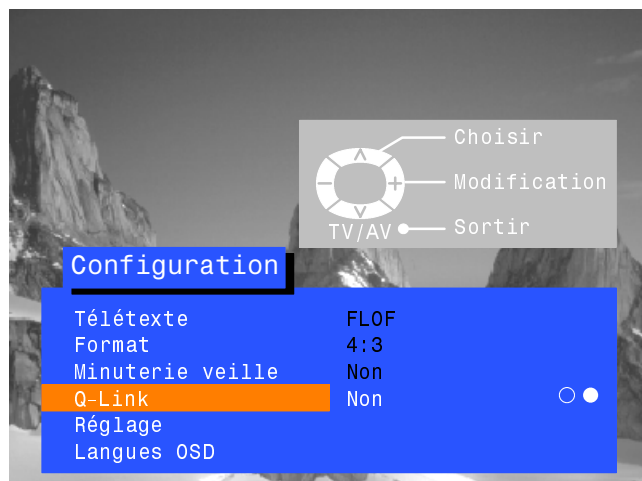 Choisir
Modification
TV/AV Sortir
Configuration
Télétexte FLOF
Format 4:3
Minuterie veille Non
Q-Link Non
Réglage
Langues OSD